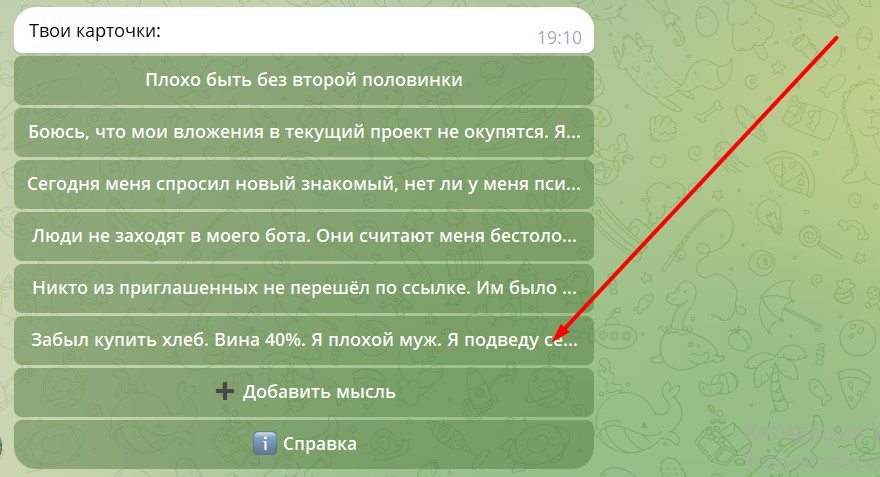 Твои карточки:
19:10
Плохо быть без второй половинки
Боюсь, что мои вложения в текущий проект не окупятся. Я...
Сегодня меня спросил новый знакомый, нет ли у меня пси...
Люди не заходят в моего бота. Они считают меня бестоло...
Никто из приглашенных не перешёл по ссылке. Им было ...
Забыл купить хлеб. Вина 40%. Я плохой муж. Я подведу се...
➕ Добавить мысль
ℹ️ Справка
Активация